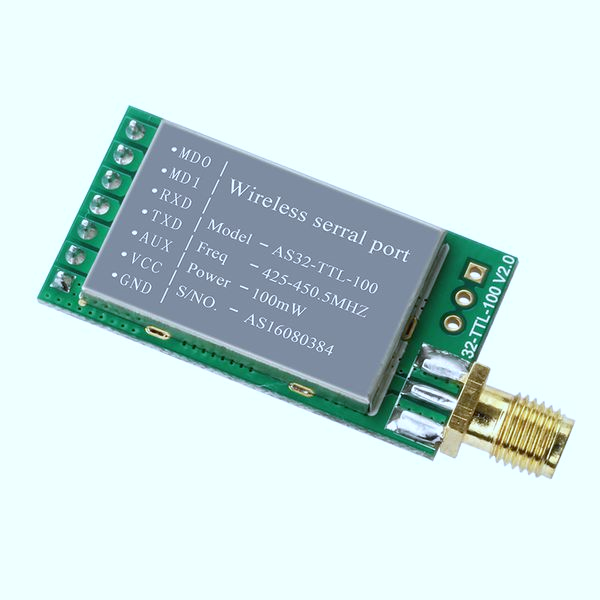 •MD0
•MD1
•RXD
•TXD
•AUX
•VCC
•GND
Wireless serral port
Model – AS32-TTL-100
Freq – 425-450.5MHZ
Power – 100mW
S/NO. – AS16080384
32-TTL-100 V2.0